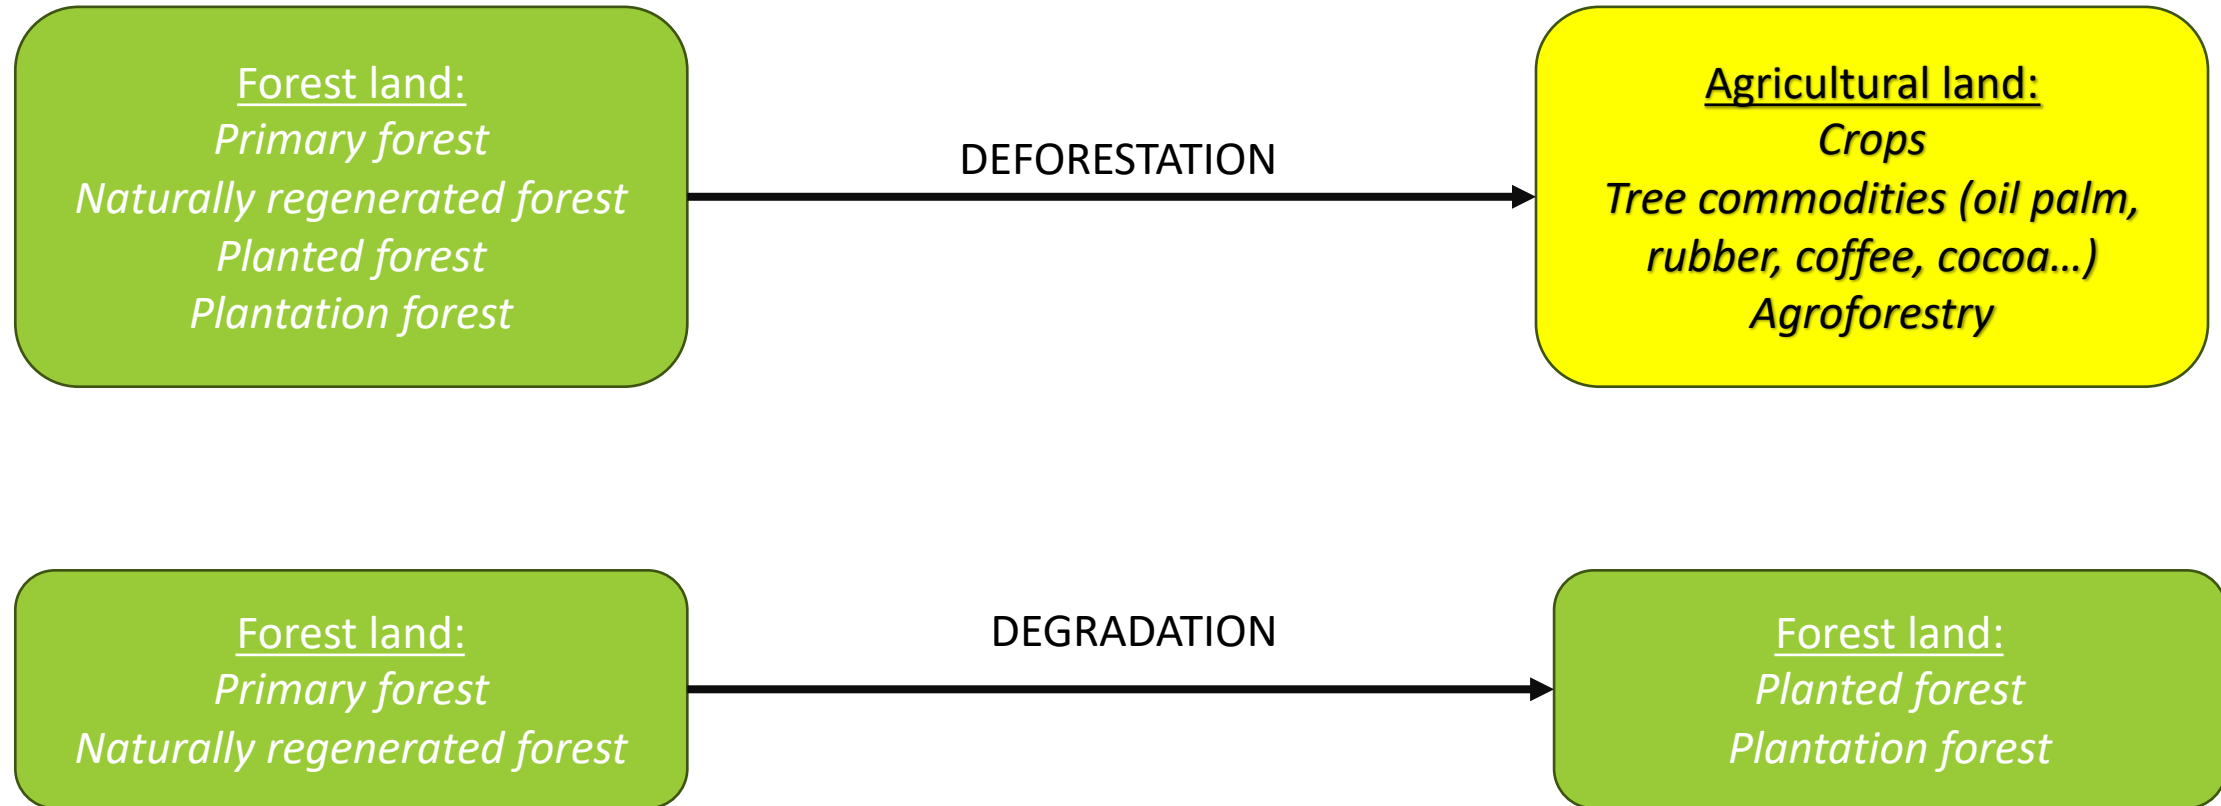 Forest land:
Primary forest
Naturally regenerated forest
Planted forest
Plantation forest
DEFORESTATION
Agricultural land:
Crops
Tree commodities (oil palm,
rubber, coffee, cocoa…)
Agroforestry
Forest land:
Primary forest
Naturally regenerated forest
DEGRADATION
Forest land:
Planted forest
Plantation forest